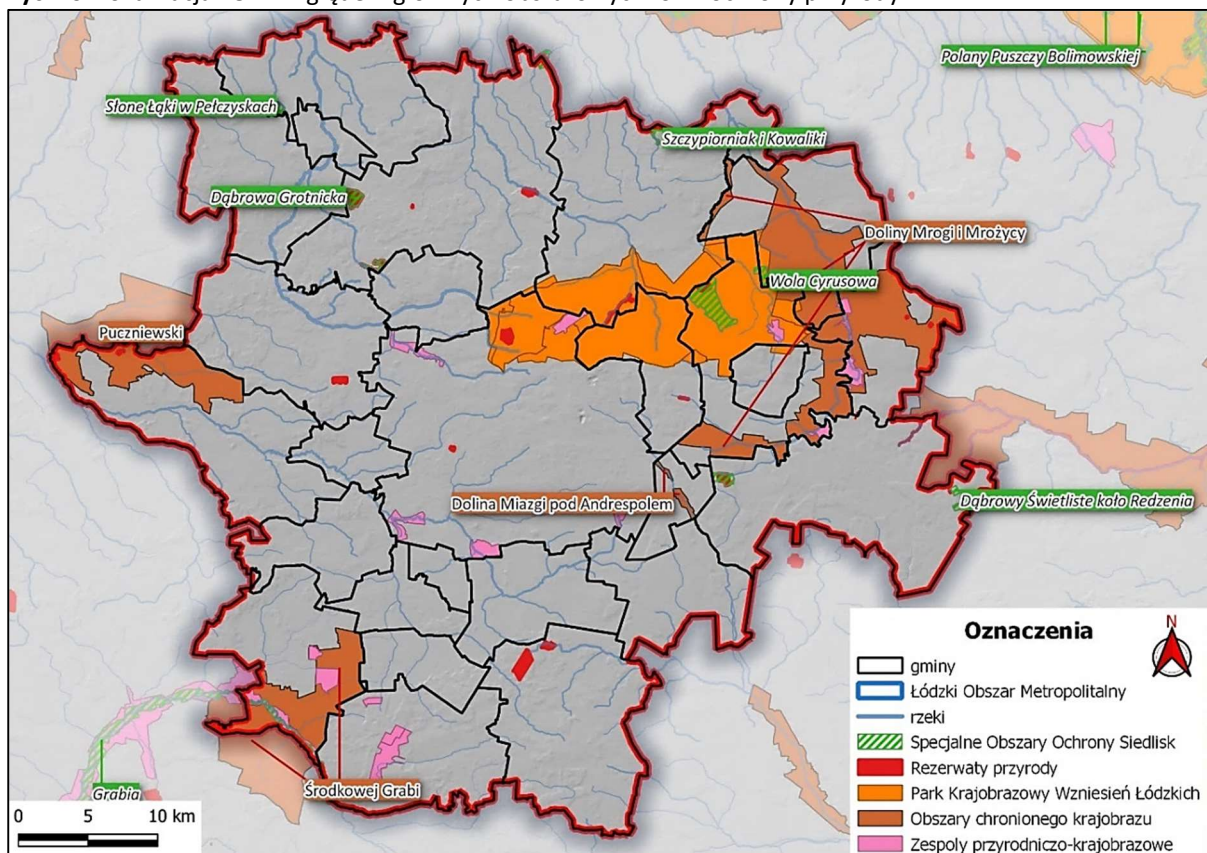 Polany Puszczy Bolimowskiej
Słone Łąki w Pełczyskach
Szczypiorniak i Kowaliki
Dąbrowa Grotnicka
Doliny Mrogi i Mrożycy
Wola Cyrusowa
Puczniewski
Dolina Miazgi pod Andrespolem
Dąbrowy Świetliste koło Redzenia
Środkowej Grabi
Grabia
0 5 10 km
Oznaczenia
N
gminy
Łódzki Obszar Metropolitalny
rzeki
Specjalne Obszary Ochrony Siedlisk
Rezerwaty przyrody
Park Krajobrazowy Wzniesień Łódzkich
Obszary chronionego krajobrazu
Zespoły przyrodniczo-krajobrazowe